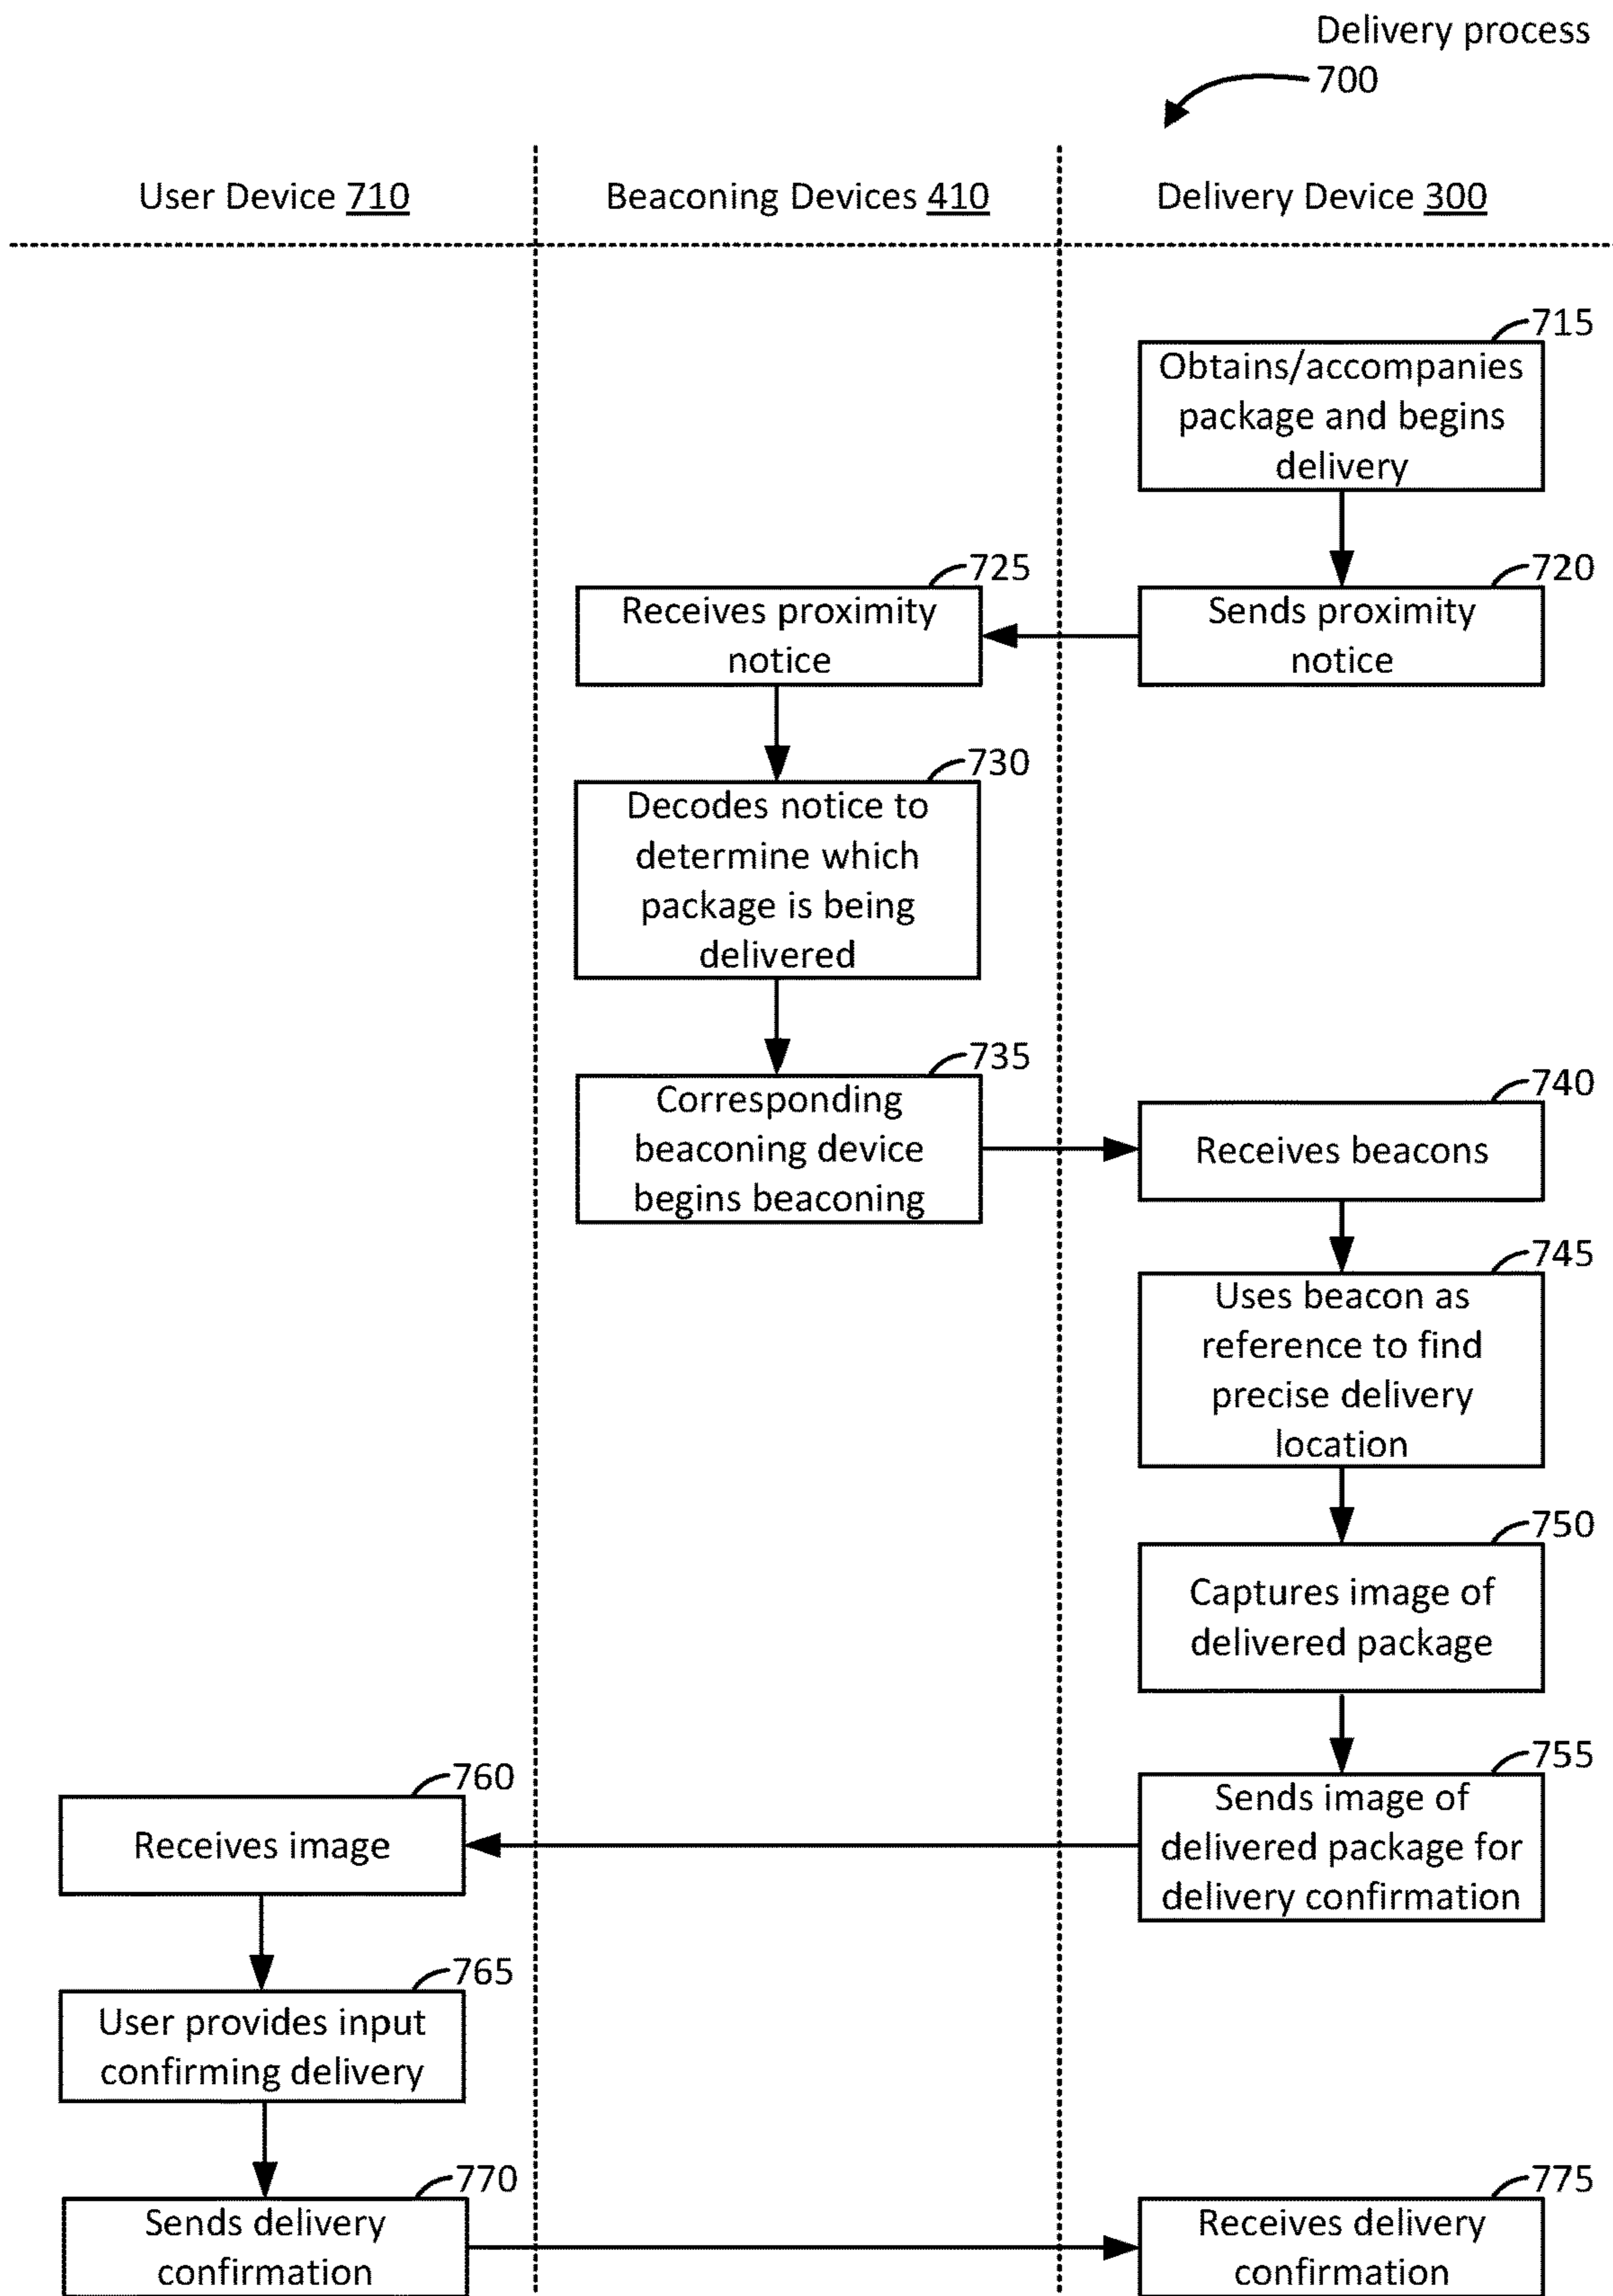 Delivery process
700
User Device 710
Beaconing Devices 410
Delivery Device 300
715
Obtains/accompanies
package and begins
delivery
725
720
Receives proximity
notice
Sends proximity
notice
730
Decodes notice to
determine which
package is being
delivered
735
Corresponding
beaconing device
begins beaconing
740
Receives beacons
745
Uses beacon as
reference to find
precise delivery
location
750
Captures image of
delivered package
755
Sends image of
delivered package for
delivery confirmation
760
Receives image
765
User provides input
confirming delivery
770
Sends delivery
confirmation
775
Receives delivery
confirmation